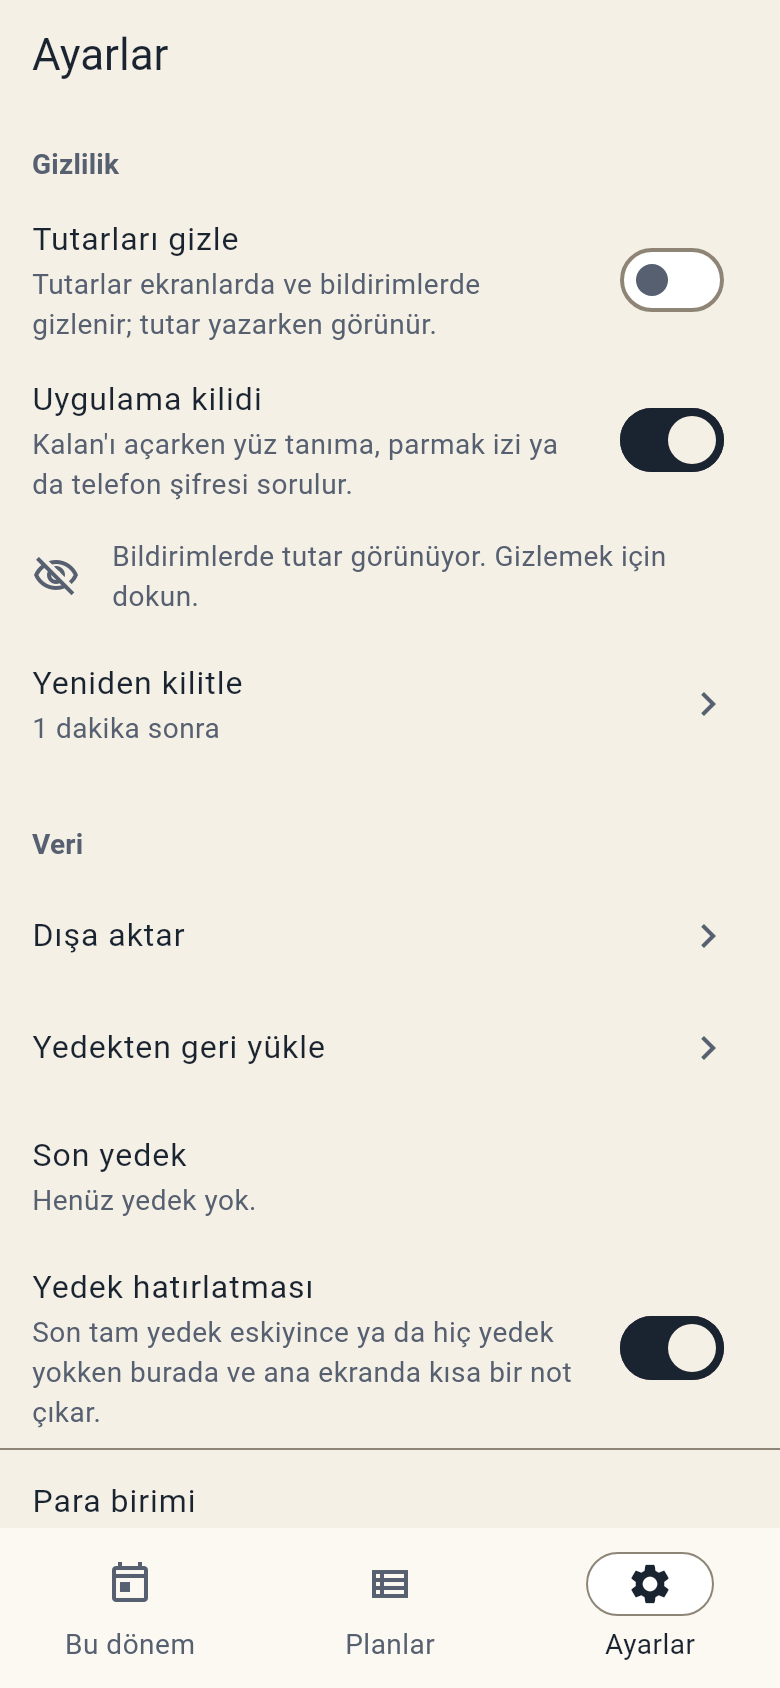 Ayarlar
Gizlilik
Tutarları gizle
Tutarlar ekranlarda ve bildirimlerde
gizlenir; tutar yazarken görünür.
Uygulama kilidi
Kalan'ı açarken yüz tanıma, parmak izi ya
da telefon şifresi sorulur.
Bildirimlerde tutar görünüyor. Gizlemek için
dokun.
Yeniden kilitle
1 dakika sonra
Veri
Dışa aktar
Yedekten geri yükle
Son yedek
Henüz yedek yok.
Yedek hatırlatması
Son tam yedek eskiyince ya da hiç yedek
yokken burada ve ana ekranda kısa bir not
çıkar.
Para birimi
Bu dönem
Planlar
Ayarlar